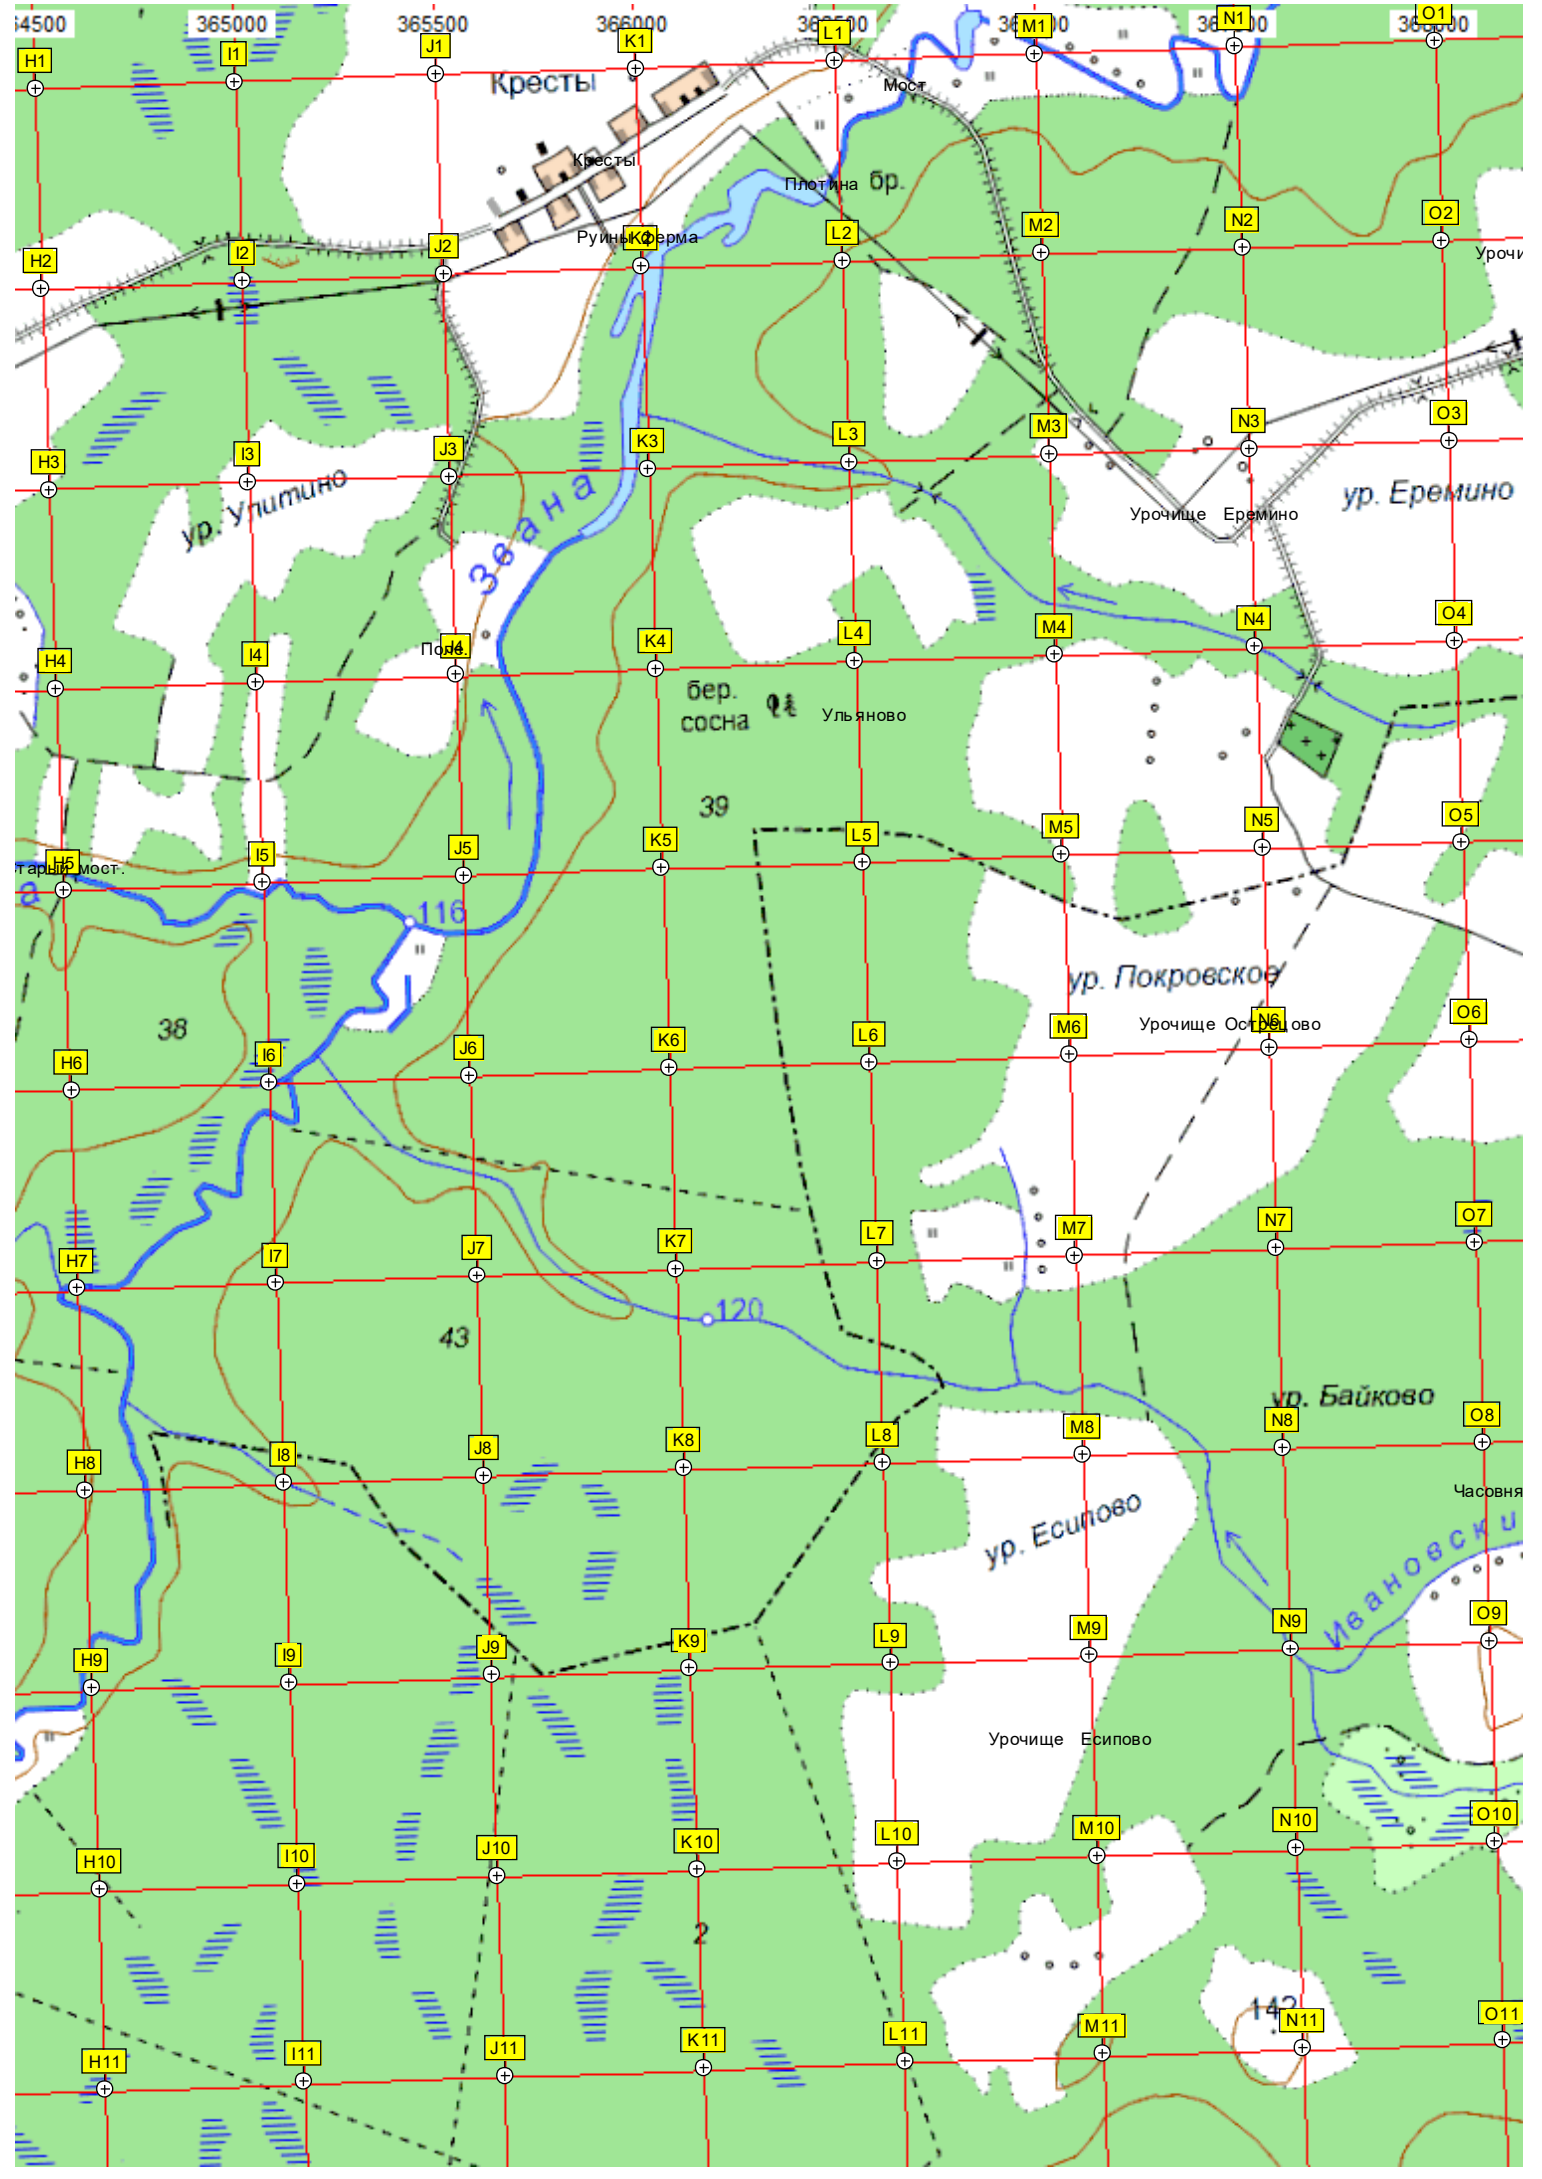 365000 365500 366000
H1 I1 J1 K1 L1 M1 N1 O1
Кресты
Мост
Кресты
Плотина бр.
H2 I2 J2 K2 L2 M2 N2 O2
H3 I3 J3 K3 L3 M3 N3 O3
ур. Улитино
Звана
ур. Еремино
Урочище Еремино
H4 I4 J4 K4 L4 M4 N4 O4
Поле.
бер.
сосна
Ульяново
39
H5 I5 J5 K5 L5 M5 N5 O5
116
ур. Покровское
38
Урочище Острецово
H6 I6 J6 K6 L6 M6 N6 O6
H7 I7 J7 K7 L7 M7 N7 O7
120
43
ур. Байково
H8 I8 J8 K8 L8 M8 N8 O8
Часовня
ур. Есипово
Ивановски
H9 I9 J9 K9 L9 M9 N9 O9
Урочище Есипово
H10 I10 J10 K10 L10 M10 N10 O10
2
142
H11 I11 J11 K11 L11 M11 N11 O11